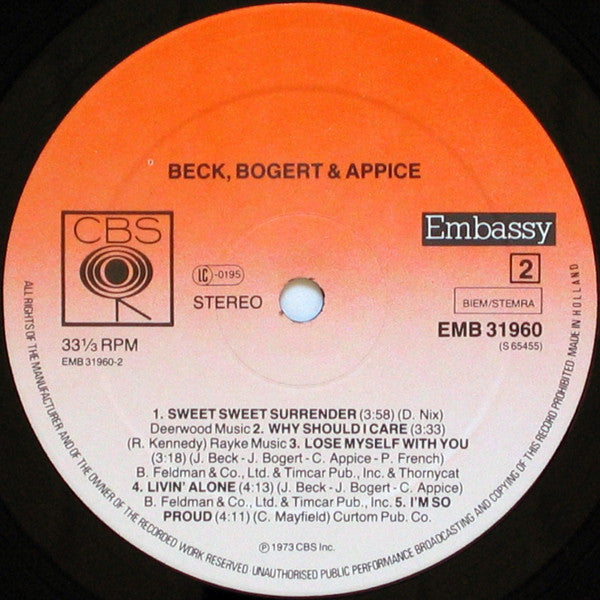 BECK, BOGERT & APPICE
CBS
Embassy
LC -0195
2
STEREO
BIEM/STEMRA
33⅓ RPM
EMB 31960
EMB 31960-2
(S 65455)
1. SWEET SWEET SURRENDER (3:58) (D. Nix)
Deerwood Music 2. WHY SHOULD I CARE (3:33)
(R. Kennedy) Rayke Music 3. LOSE MYSELF WITH YOU
(3:18) (J. Beck - J. Bogert - C. Appice - P. French)
B. Feldman & Co., Ltd. & Timcar Pub., Inc. & Thornycat
4. LIVIN' ALONE (4:13) (J. Beck - J. Bogert - C. Appice)
B. Feldman & Co., Ltd. & Timcar Pub., Inc. 5. I'M SO
PROUD (4:11) (C. Mayfield) Curtom Pub. Co.
℗ 1973 CBS Inc.
ALL RIGHTS OF THE MANUFACTURER AND OF THE OWNER OF THE RECORDED WORK RESERVED · UNAUTHORISED PUBLIC PERFORMANCE BROADCASTING AND COPYING OF THIS RECORD PROHIBITED MADE IN HOLLAND